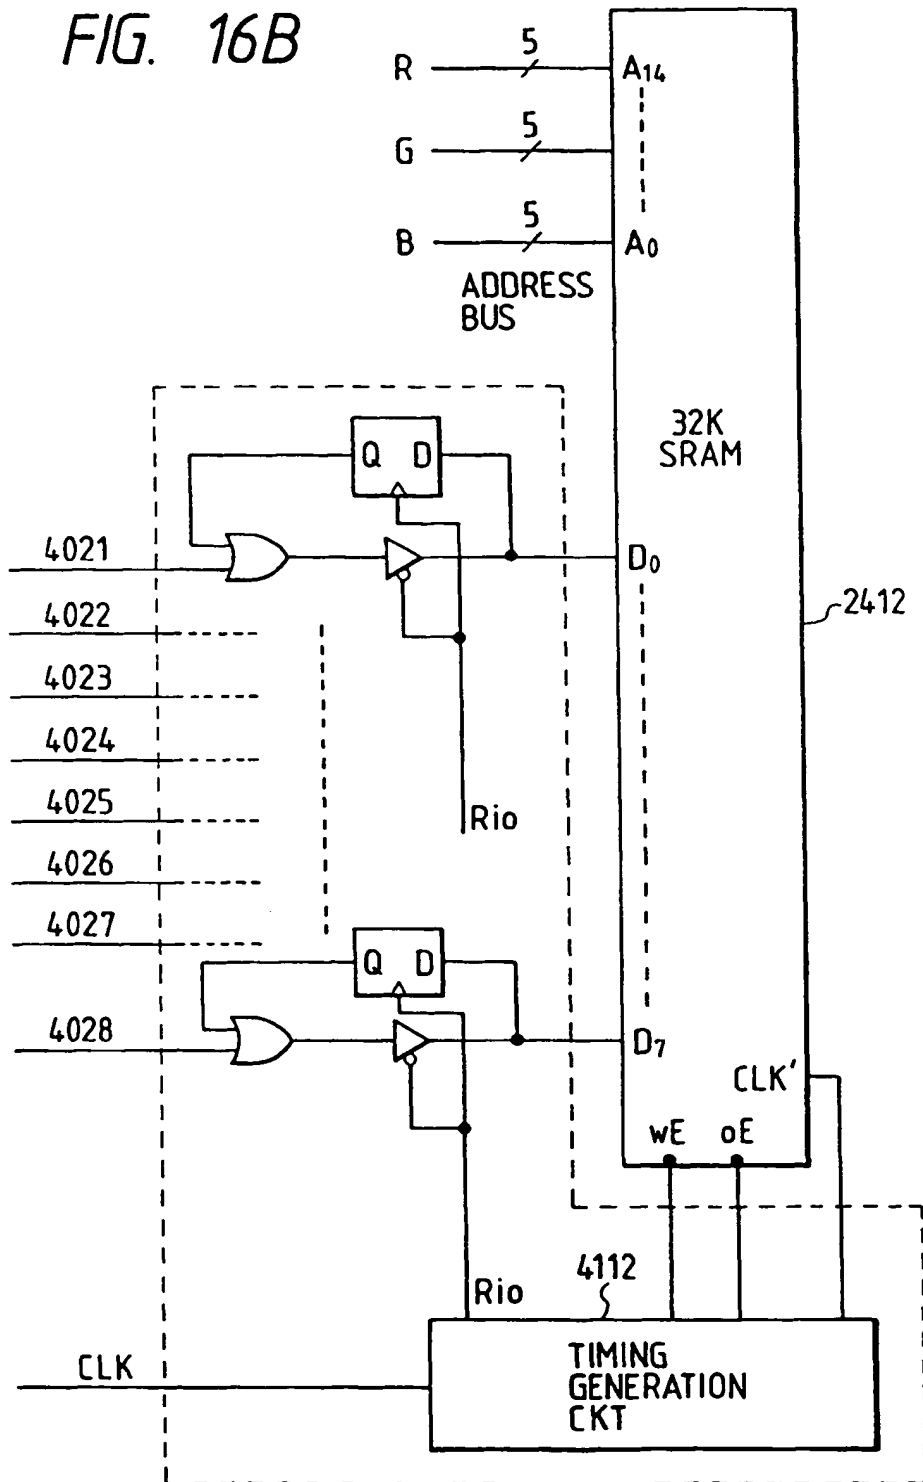 FIG. 16B
R 5 A14
G 5
B 5 A0
ADDRESS
BUS
32K
SRAM
Q D
4021
D0
4022
2412
4023
4024
4025
Rio
4026
4027
Q D
4028
D7
CLK'
wE oE
4112
Rio
CLK
TIMING
GENERATION
CKT